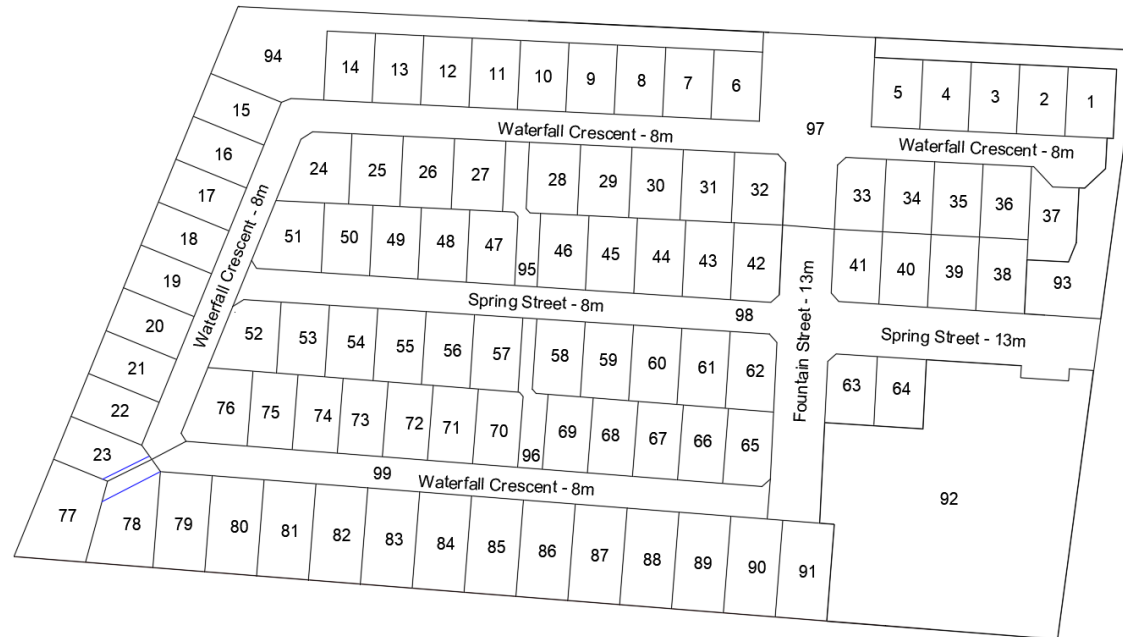 94
14 13 12 11 10 9 8 7 6
5 4 3 2 1
15
Waterfall Crescent - 8m
97
Waterfall Crescent - 8m
16
24 25 26 27
28 29 30 31 32
33 34 35 36
37
17
18
Waterfall Crescent - 8m
51 50 49 48 47
95
46 45 44 43 42
41 40 39 38
93
19
Spring Street - 8m
98
Fountain Street - 13m
Spring Street - 13m
20
52 53 54 55 56 57
58 59 60 61 62
63 64
21
22
76 75 74 73 72 71 70
96
69 68 67 66 65
23
99
Waterfall Crescent - 8m
92
77 78 79 80 81 82 83 84 85 86 87 88 89 90 91